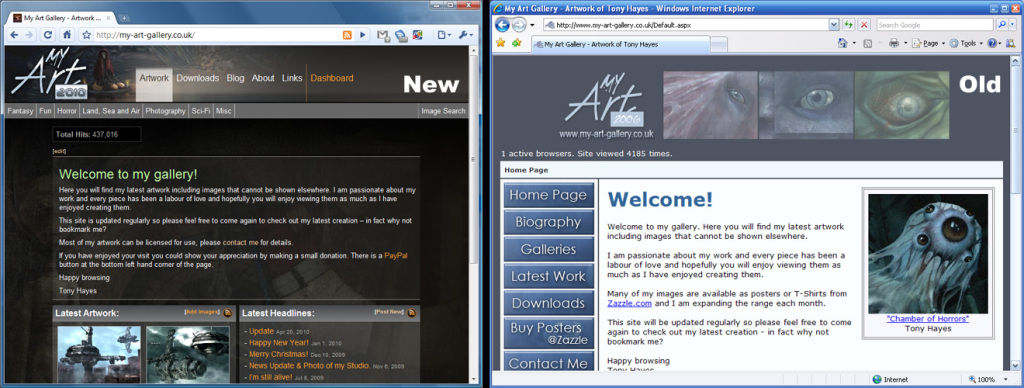 My Art Gallery - Artwork ...
http://my-art-gallery.co.uk/
MY
Art
2010
Artwork
Downloads
Blog
About
Links
Dashboard
New
Fantasy
Fun
Horror
Land, Sea and Air
Photography
Sci-Fi
Misc
Image Search
Total Hits: 437,016
[edit]
Welcome to my gallery!
Here you will find my latest artwork including images that cannot be shown elsewhere. I am passionate about my
work and every piece has been a labour of love and hopefully you will enjoy viewing them as much as I have
enjoyed creating them.
This site is updated regularly so please feel free to come again to check out my latest creation – in fact why not
bookmark me?
Most of my artwork can be licensed for use, please contact me for details.
If you have enjoyed your visit you could show your appreciation by making a small donation. There is a PayPal
button at the bottom left hand corner of the page.
Happy browsing
Tony Hayes
Latest Artwork:
[Add Images]
Latest Headlines:
[Post New]
- Update Apr 20, 2010
- Happy New Year! Jan 1, 2010
- Merry Christmas! Dec 10, 2009
- News Update & Photo of my Studio Nov 6, 2009
- I'm still alive! Jul 6, 2009
My Art Gallery - Artwork of Tony Hayes - Windows Internet Explorer
http://www.my-art-gallery.co.uk/Default.aspx
Search Google
My Art Gallery - Artwork of Tony Hayes
Page
Tools
MY
Art
2006
www.my-art-gallery.co.uk
Old
1 active browsers. Site viewed 4185 times.
Home Page
Home Page
Biography
Galleries
Latest Work
Downloads
Buy Posters
@Zazzle
Contact Me
Welcome!
Welcome to my gallery. Here you will find my latest artwork
including images that cannot be shown elsewhere.
I am passionate about my work and every piece has been a
labour of love and hopefully you will enjoy viewing them as
much as I have enjoyed creating them.
Many of my images are available as posters or T-Shirts from
Zazzle.com and I am expanding the range each month.
This site will be updated regularly so please feel free to come
again to check out my latest creation - in fact why not
bookmark me?
Happy browsing
Tony Hayes
"Chamber of Horrors"
Tony Hayes
Internet
100%